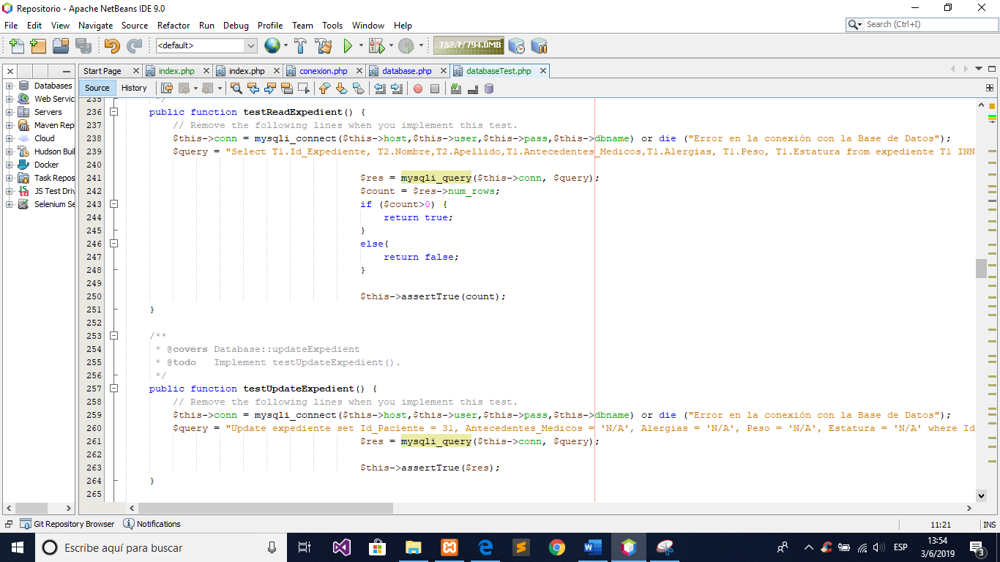 Repositorio - Apache NetBeans IDE 9.0
File Edit View Navigate Source Refactor Run Debug Profile Team Tools Window Help
Search (Ctrl+I)
<default>
752.7/794.0MB
Start Page index.php index.php conexion.php database.php databaseTest.php
Source History
Databases
Web Servic
Servers
Maven Rep
Cloud
Hudson Buil
Docker
Task Repos
JS Test Driv
Selenium Se
235 */
236 public function testReadExpedient() {
237 // Remove the following lines when you implement this test.
238 $this->conn = mysqli_connect($this->host,$this->user,$this->pass,$this->dbname) or die ("Error en la conexión con la Base de Datos");
239 $query = "Select T1.Id_Expediente, T2.Nombre,T2.Apellido,T1.Antecedentes_Medicos,T1.Alergias, T1.Peso, T1.Estatura from expediente T1 INN
240
241 $res = mysqli_query($this->conn, $query);
242 $count = $res->num_rows;
243 if ($count>0) {
244 return true;
245 }
246 else{
247 return false;
248 }
249
250 $this->assertTrue(count);
251 }
252
253 /**
254 * @covers Database::updateExpedient
255 * @todo   Implement testUpdateExpedient().
256 */
257 public function testUpdateExpedient() {
258 // Remove the following lines when you implement this test.
259 $this->conn = mysqli_connect($this->host,$this->user,$this->pass,$this->dbname) or die ("Error en la conexión con la Base de Datos");
260 $query = "Update expediente set Id_Paciente = 31, Antecedentes_Medicos = 'N/A', Alergias = 'N/A', Peso = 'N/A', Estatura = 'N/A' where Id
261 $res = mysqli_query($this->conn, $query);
262
263 $this->assertTrue($res);
264 }
265
Git Repository Browser Notifications
11:21 INS
Escribe aquí para buscar
ESP
13:54
3/6/2019
3